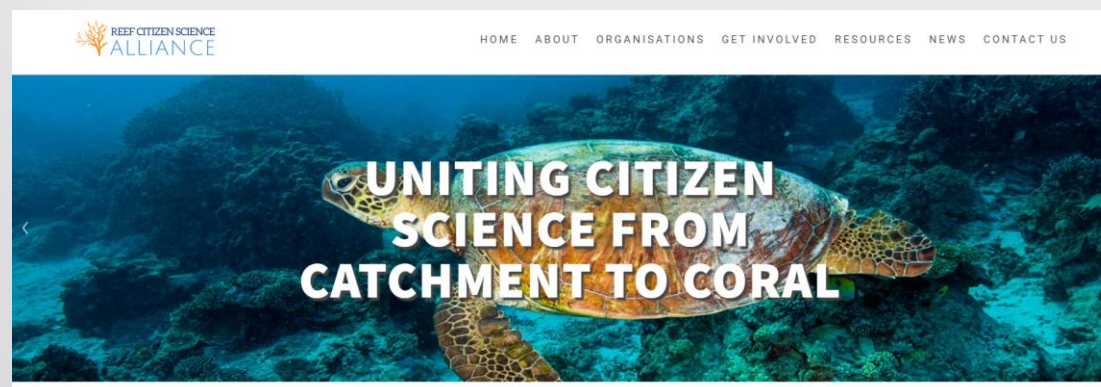 REEF CITIZEN SCIENCE
ALLIANCE
HOME ABOUT ORGANISATIONS GET INVOLVED RESOURCES NEWS CONTACT US
UNITING CITIZEN
SCIENCE FROM
CATCHMENT TO CORAL